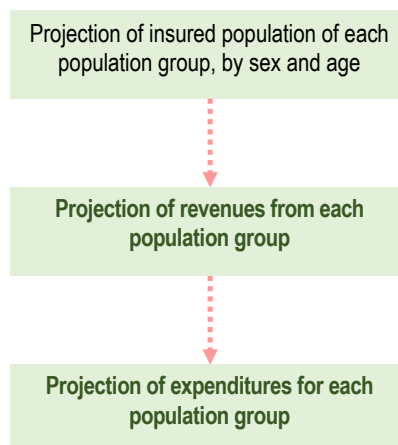 Projection of insured population of each
population group, by sex and age
Projection of revenues from each
population group
Projection of expenditures for each
population group